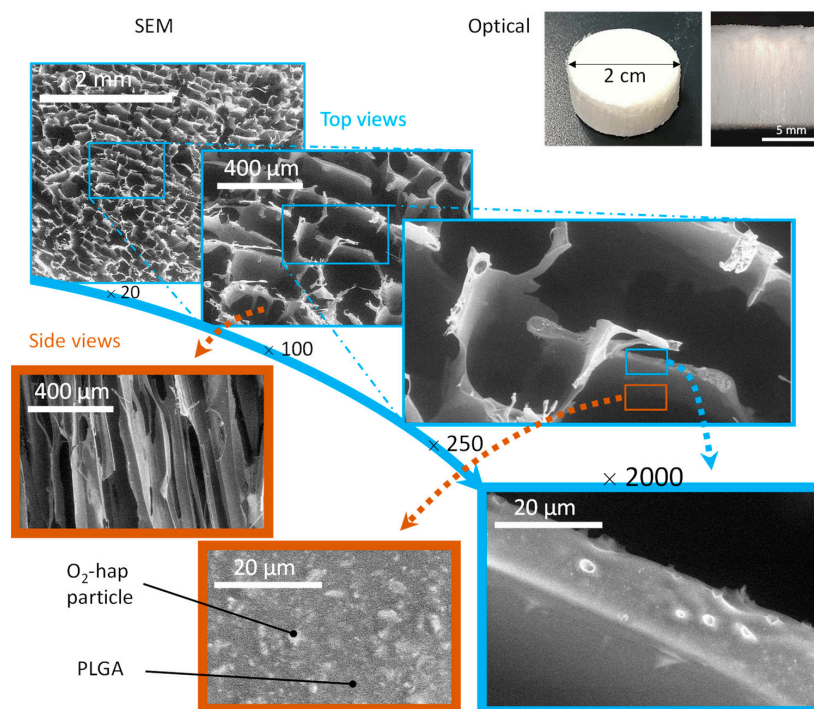 SEM
Optical
2 mm
2 cm
5 mm
Top views
400 μm
× 20
Side views
× 100
400 μm
× 250
× 2000
20 μm
20 μm
O₂-hap
particle
PLGA